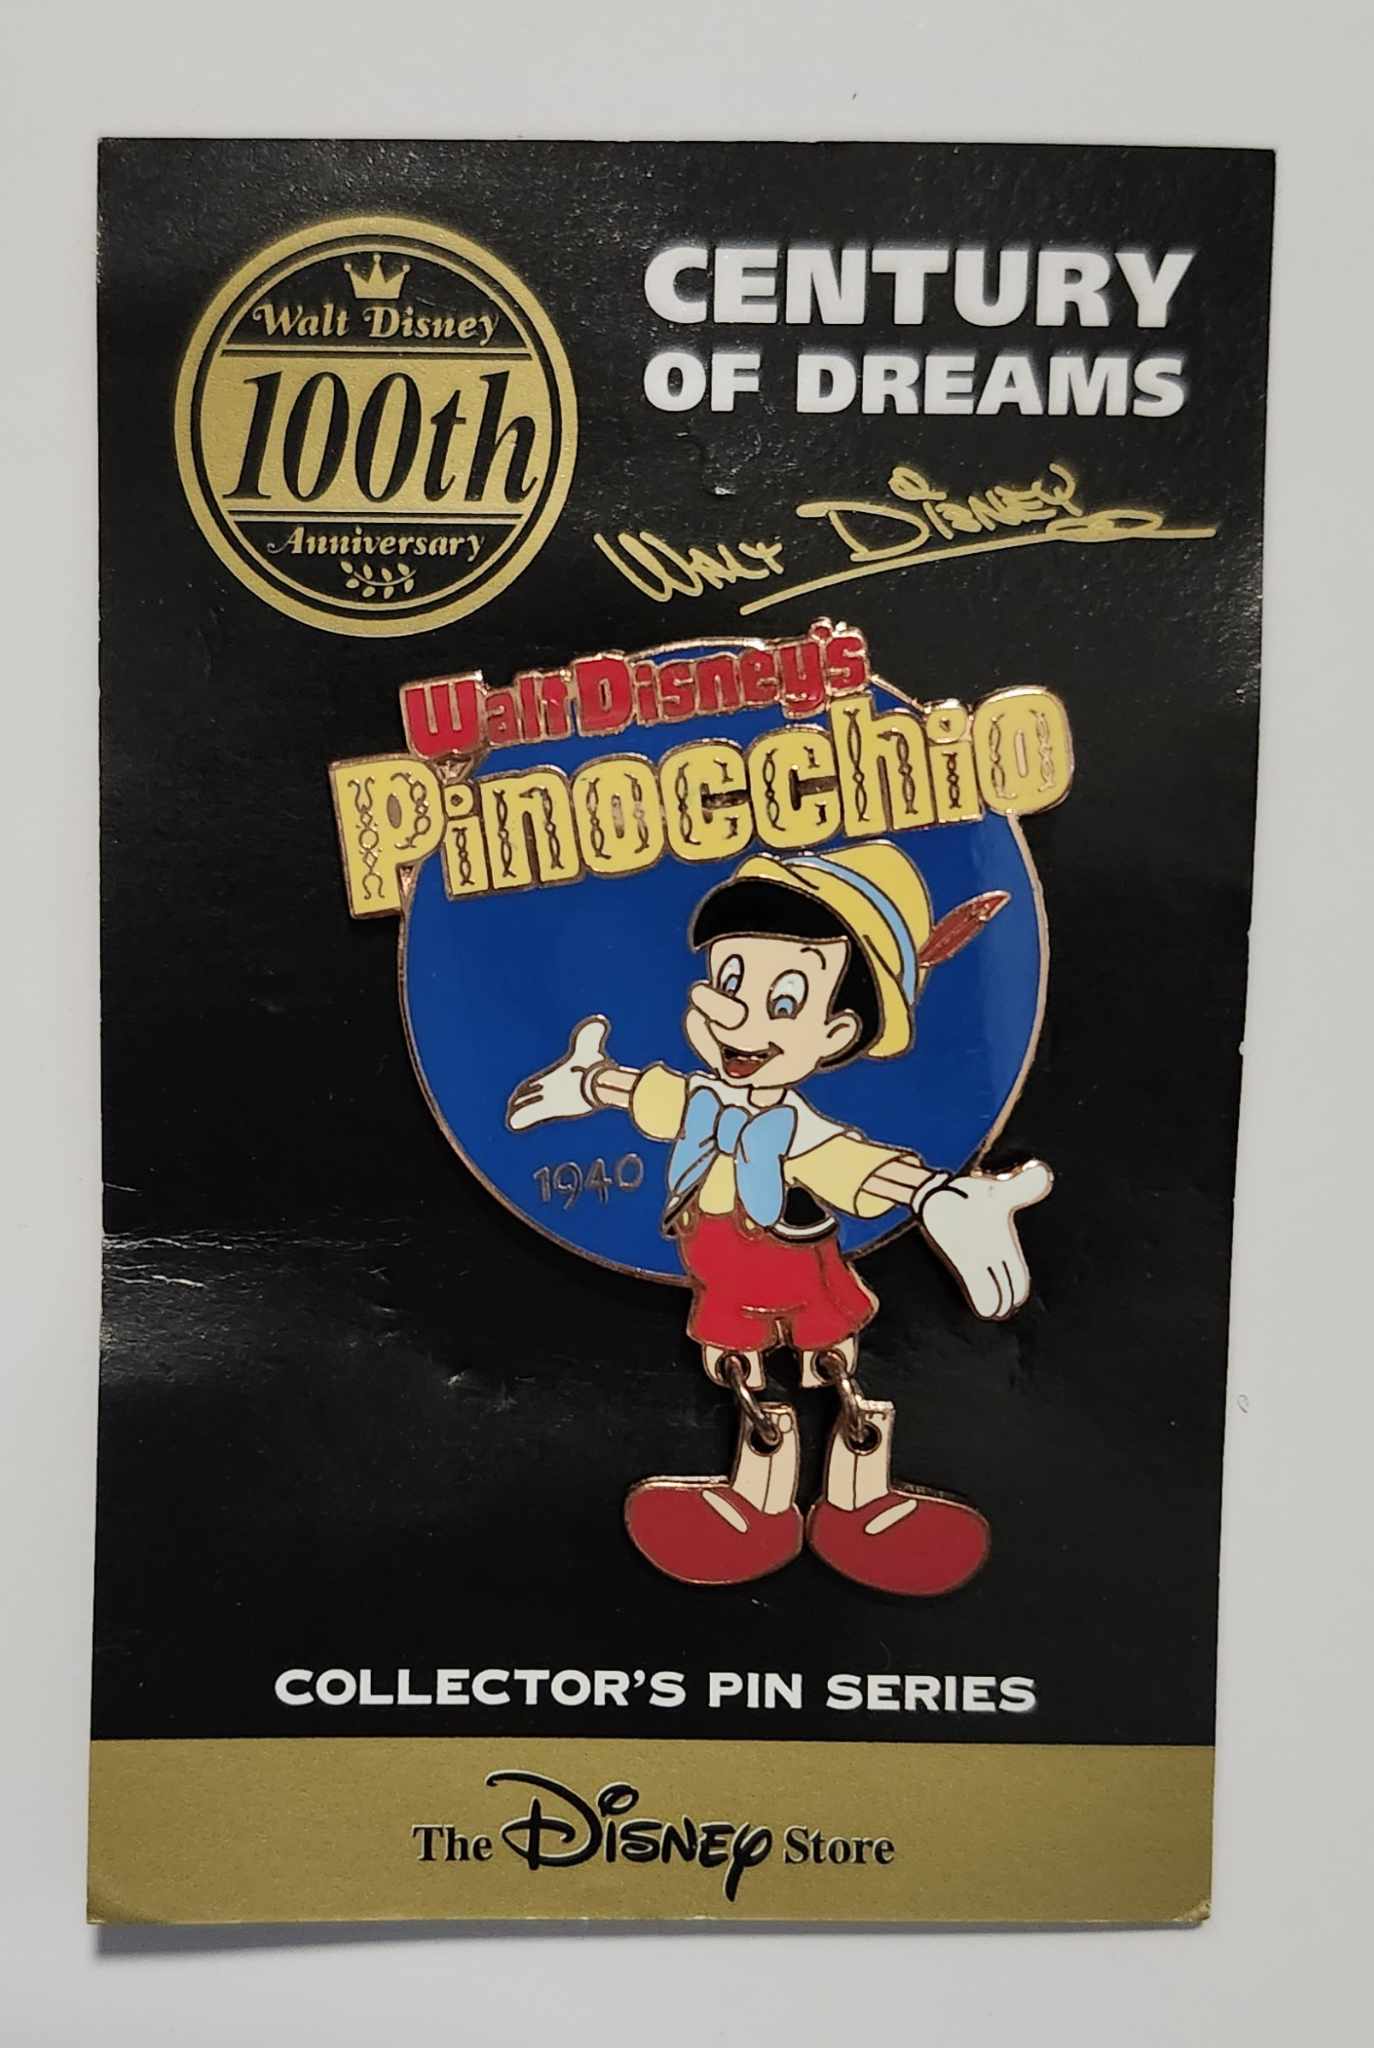 Walt Disney
100th
Anniversary
CENTURY
OF DREAMS
Walt Disney
Walt Disney's
Pinocchio
1940
COLLECTOR'S PIN SERIES
The Disney Store